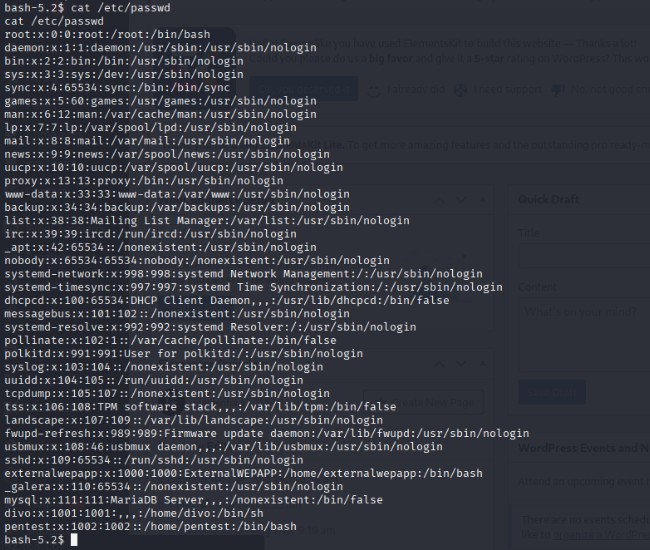 bash-5.2$ cat /etc/passwd
cat /etc/passwd
root:x:0:0:root:/root:/bin/bash
daemon:x:1:1:daemon:/usr/sbin:/usr/sbin/nologin
bin:x:2:2:bin:/bin:/usr/sbin/nologin
sys:x:3:3:sys:/dev:/usr/sbin/nologin
sync:x:4:65534:sync:/bin:/bin/sync
games:x:5:60:games:/usr/games:/usr/sbin/nologin
man:x:6:12:man:/var/cache/man:/usr/sbin/nologin
lp:x:7:7:lp:/var/spool/lpd:/usr/sbin/nologin
mail:x:8:8:mail:/var/mail:/usr/sbin/nologin
news:x:9:9:news:/var/spool/news:/usr/sbin/nologin
uucp:x:10:10:uucp:/var/spool/uucp:/usr/sbin/nologin
proxy:x:13:13:proxy:/bin:/usr/sbin/nologin
www-data:x:33:33:www-data:/var/www:/usr/sbin/nologin
backup:x:34:34:backup:/var/backups:/usr/sbin/nologin
list:x:38:38:Mailing List Manager:/var/list:/usr/sbin/nologin
irc:x:39:39:ircd:/run/ircd:/usr/sbin/nologin
_apt:x:42:65534::/nonexistent:/usr/sbin/nologin
nobody:x:65534:65534:nobody:/nonexistent:/usr/sbin/nologin
systemd-network:x:998:998:systemd Network Management:/:/usr/sbin/nologin
systemd-timesync:x:997:997:systemd Time Synchronization:/:/usr/sbin/nologin
dhcpcd:x:100:65534:DHCP Client Daemon,,,:/usr/lib/dhcpcd:/bin/false
messagebus:x:101:102::/nonexistent:/usr/sbin/nologin
systemd-resolve:x:992:992:systemd Resolver:/:/usr/sbin/nologin
pollinate:x:102:1::/var/cache/pollinate:/bin/false
polkitd:x:991:991:User for polkitd:/:/usr/sbin/nologin
syslog:x:103:104::/nonexistent:/usr/sbin/nologin
uuidd:x:104:105::/run/uuidd:/usr/sbin/nologin
tcpdump:x:105:107::/nonexistent:/usr/sbin/nologin
tss:x:106:108:TPM software stack,,,:/var/lib/tpm:/bin/false
landscape:x:107:109::/var/lib/landscape:/usr/sbin/nologin
fwupd-refresh:x:989:989:Firmware update daemon:/var/lib/fwupd:/usr/sbin/nologin
usbmux:x:108:46:usbmux daemon,,,:/var/lib/usbmux:/usr/sbin/nologin
sshd:x:109:65534::/run/sshd:/usr/sbin/nologin
externalwepapp:x:1000:1000:ExternalWEPAPP:/home/externalwepapp:/bin/bash
_galera:x:110:65534::/nonexistent:/usr/sbin/nologin
mysql:x:111:111:MariaDB Server,,,:/nonexistent:/bin/false
divo:x:1001:1001:,,,:/home/divo:/bin/sh
pentest:x:1002:1002::/home/pentest:/bin/bash
bash-5.2$
Quick Draft
Title
Content
What's on your mind?
WordPress Events and N